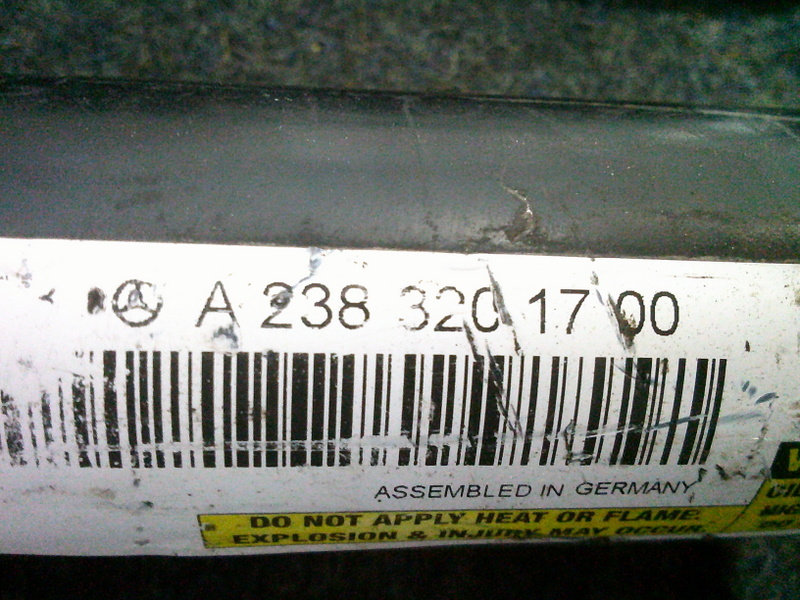 A 238 320 17 00
ASSEMBLED IN GERMANY
DO NOT APPLY HEAT OR FLAME
EXPLOSION & INJURY MAY OCCUR